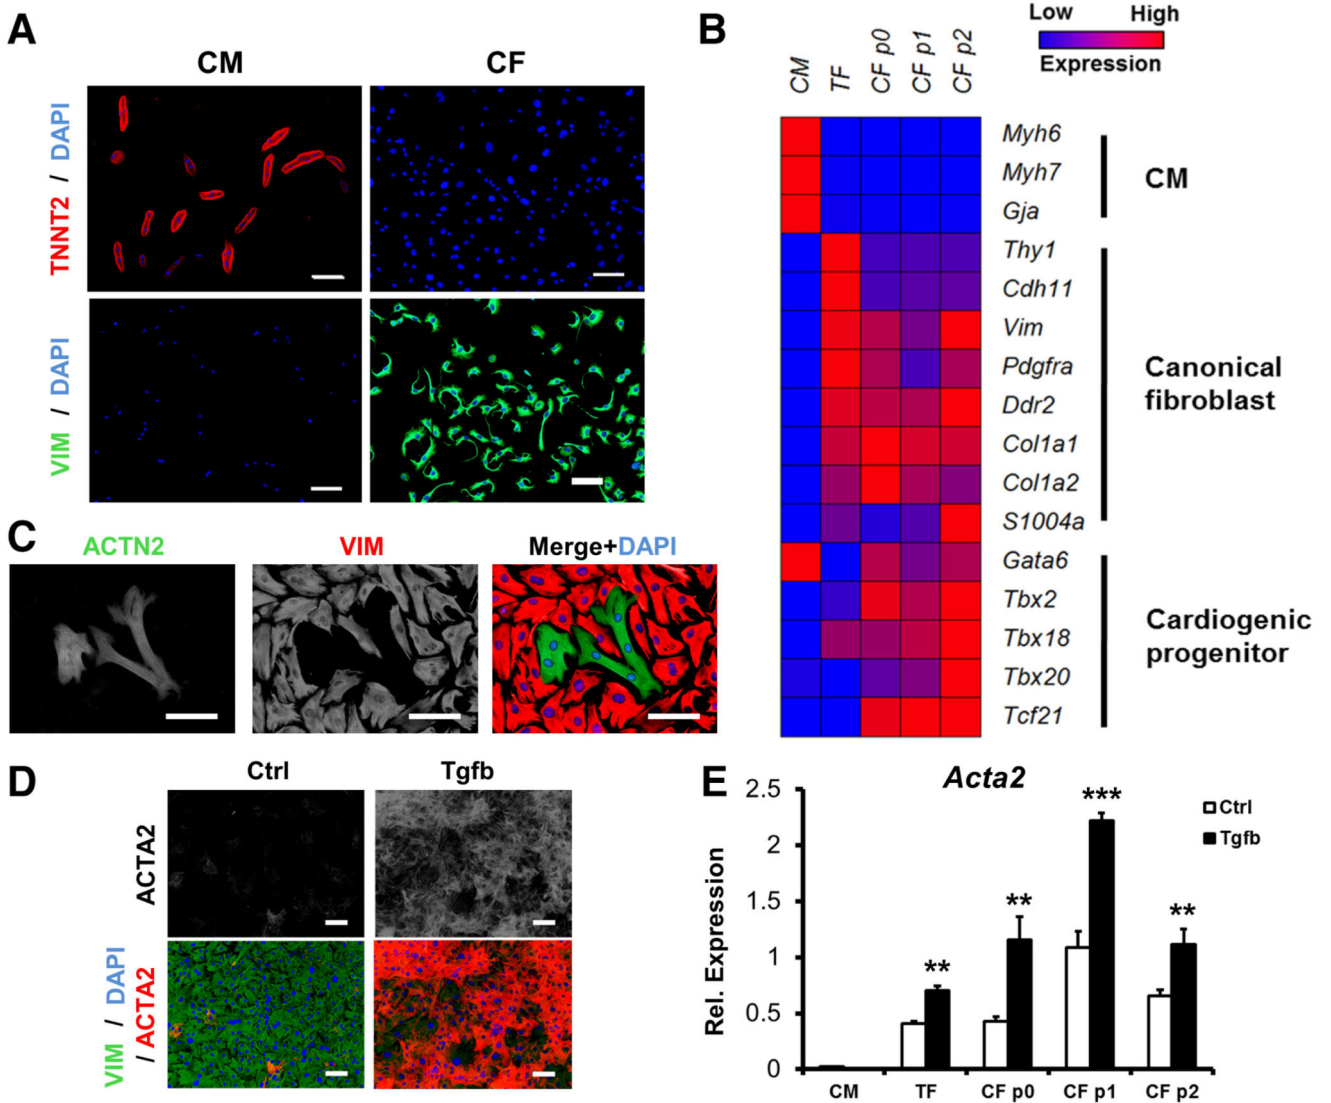 A
CM
CF
TNNT2 / DAPI
VIM / DAPI
B
Low
High
Expression
CM
TF
CF p0
CF p1
CF p2
Myh6
Myh7
Gja
Thy1
Cdh11
Vim
Pdgfra
Ddr2
Col1a1
Col1a2
S1004a
Gata6
Tbx2
Tbx18
Tbx20
Tcf21
CM
Canonical
fibroblast
Cardiogenic
progenitor
C
ACTN2
VIM
Merge+DAPI
D
Ctrl
Tgfb
ACTA2
VIM / DAPI
/ ACTA2
E
Acta2
Ctrl
Tgfb
Rel. Expression
2.5
2
1.5
1
0.5
0
**
**
***
**
CM
TF
CF p0
CF p1
CF p2